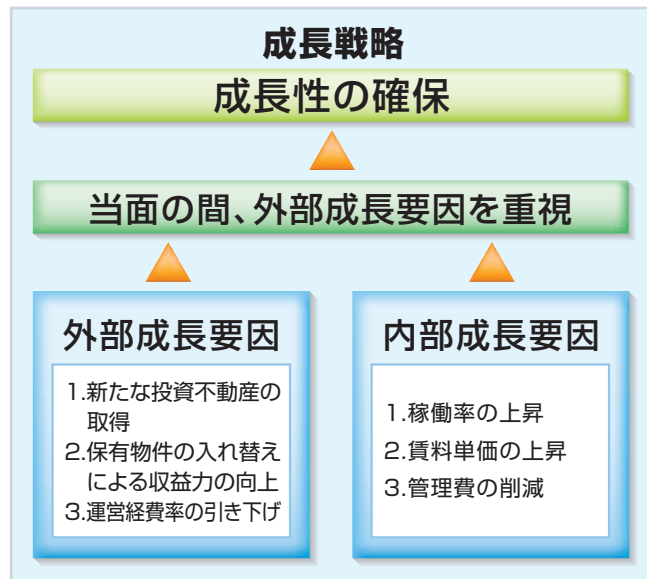 成長戦略
成長性の確保
当面の間、外部成長要因を重視
外部成長要因
1.新たな投資不動産の
取得
2.保有物件の入れ替え
による収益力の向上
3.運営経費率の引き下げ
内部成長要因
1.稼働率の上昇
2.賃料単価の上昇
3.管理費の削減